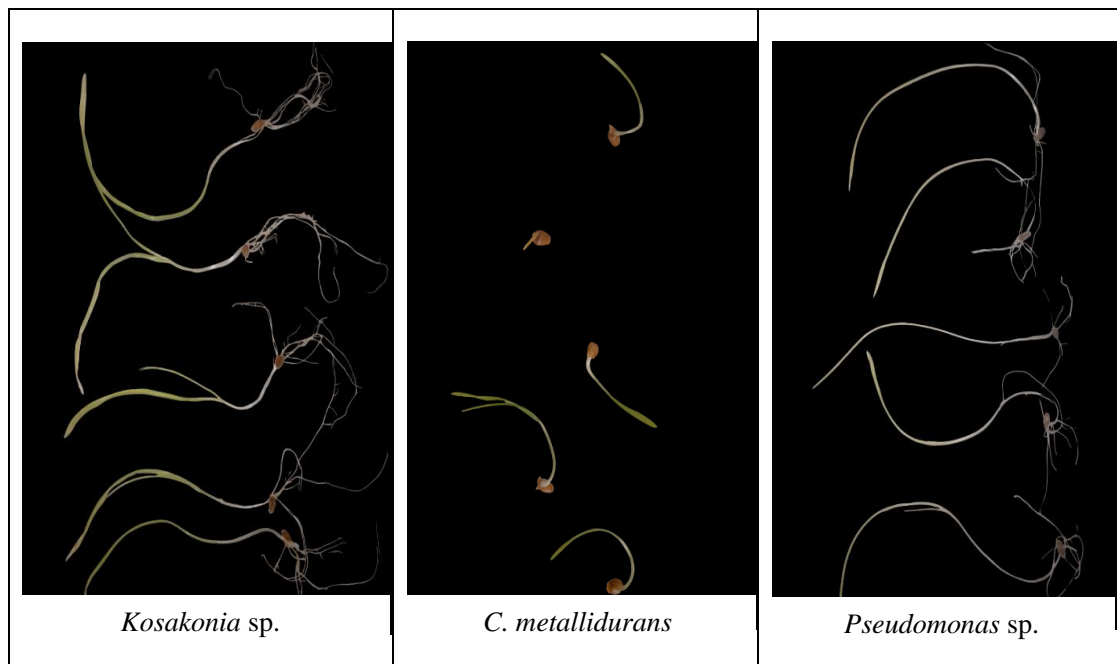 Kosakonia sp.
C. metallidurans
Pseudomonas sp.